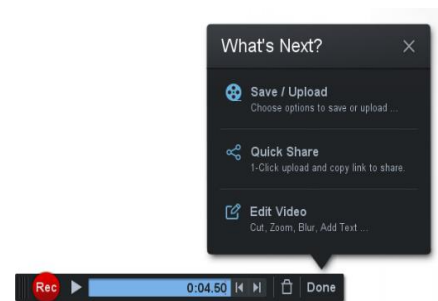 What's Next?
Save / Upload
Choose options to save or upload ...
Quick Share
1-Click upload and copy link to share.
Edit Video
Cut, Zoom, Blur, Add Text ...
Rec 0:04.50 Done